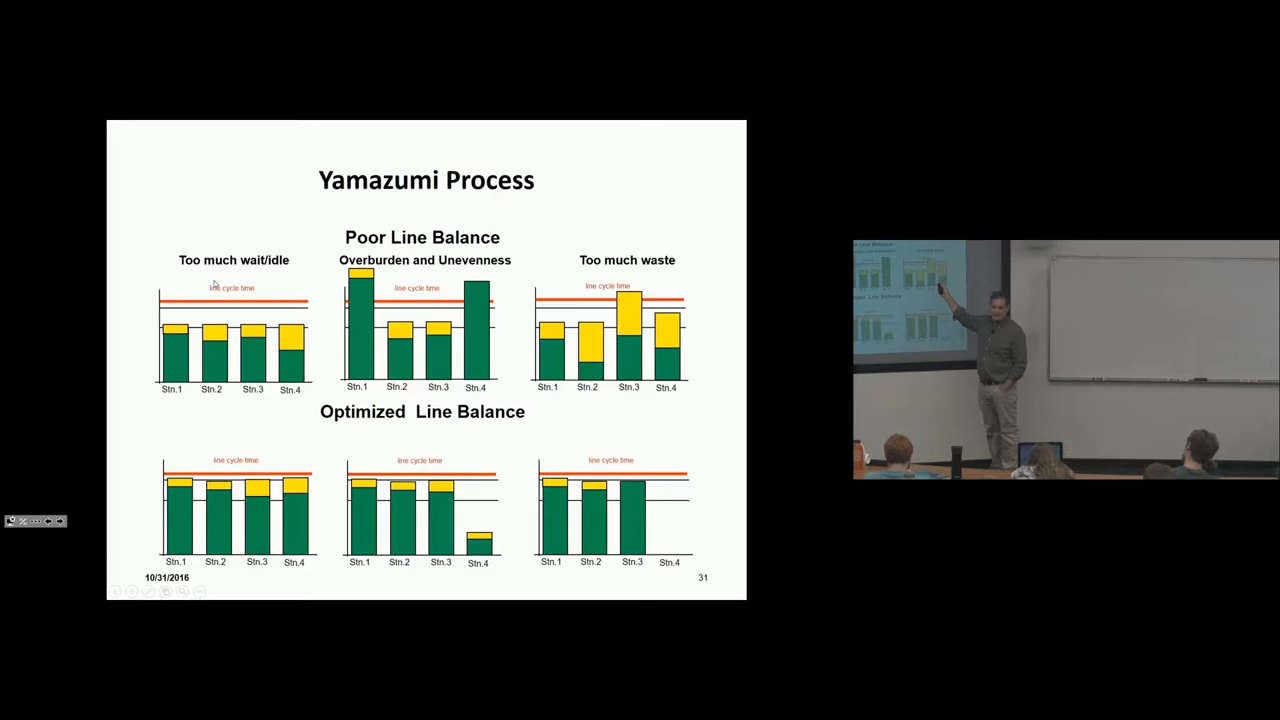 Yamazumi Process
Poor Line Balance
Too much wait/idle
Overburden and Unevenness
Too much waste
line cycle time
line cycle time
line cycle time
Stn.1 Stn.2 Stn.3 Stn.4
Stn.1 Stn.2 Stn.3 Stn.4
Stn.1 Stn.2 Stn.3 Stn.4
Optimized Line Balance
line cycle time
line cycle time
line cycle time
Stn.1 Stn.2 Stn.3 Stn.4
Stn.1 Stn.2 Stn.3 Stn.4
Stn.1 Stn.2 Stn.3 Stn.4
10/31/2016
31